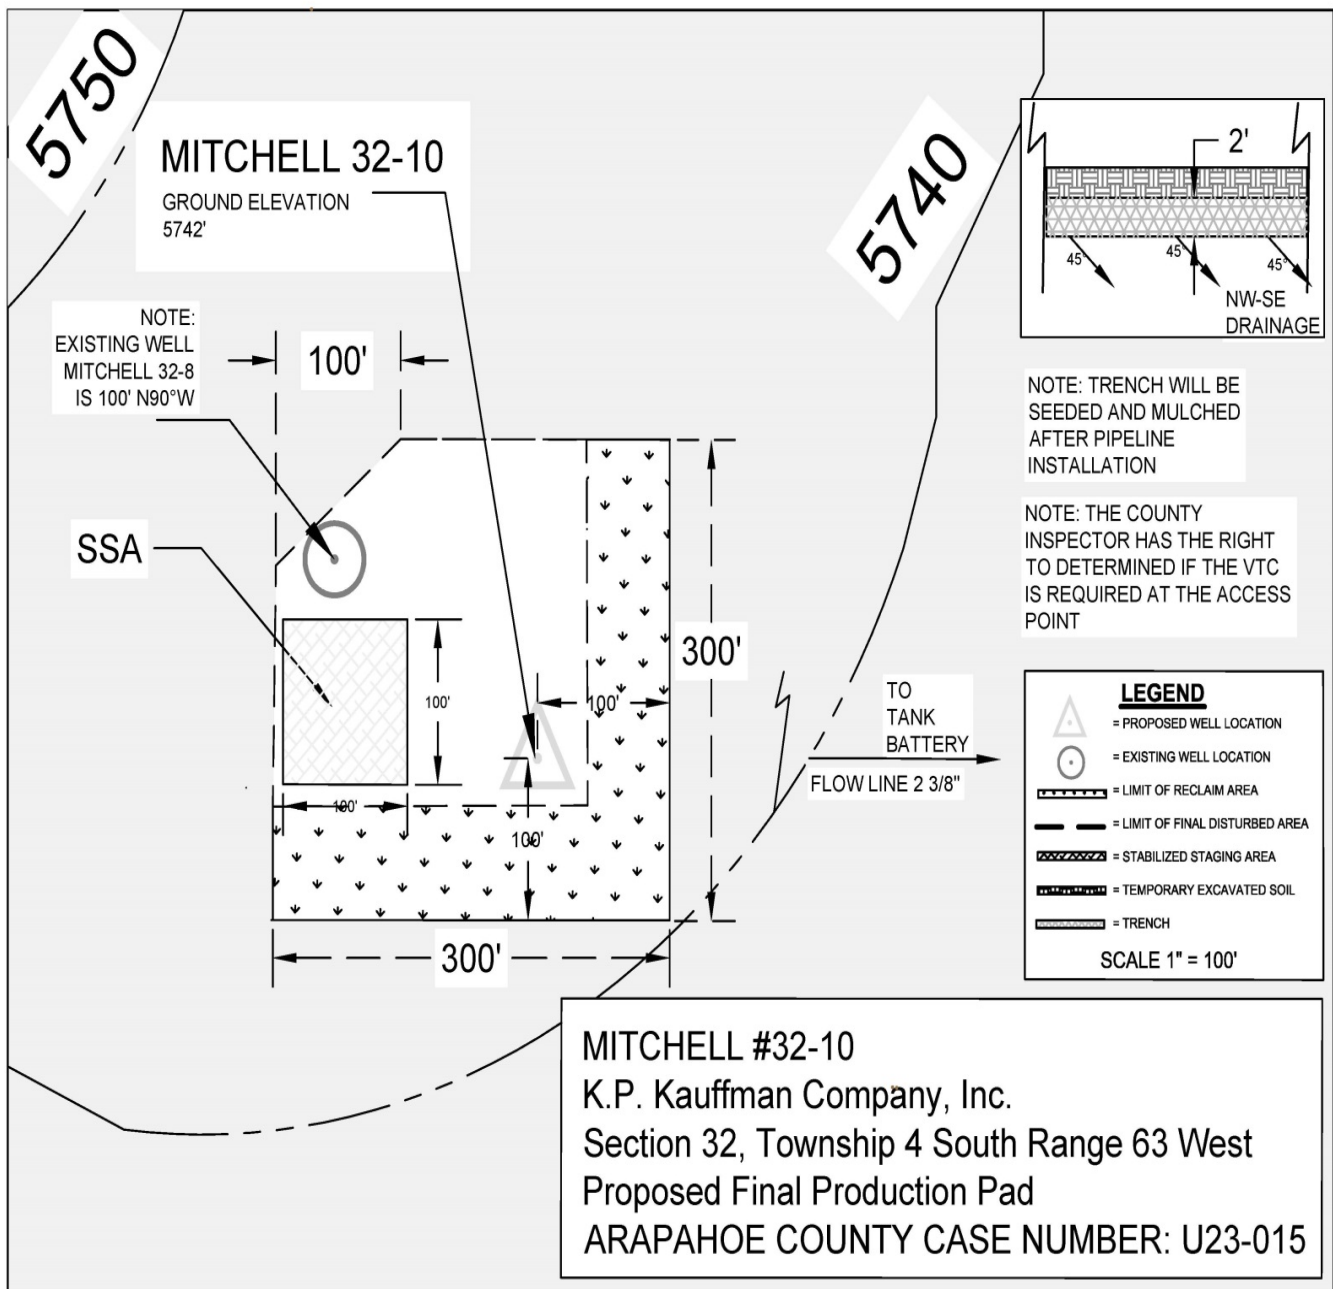 5750
MITCHELL 32-10
GROUND ELEVATION
5742'
5740
2'
45°
45°
45°
NW-SE
DRAINAGE
NOTE:
EXISTING WELL
MITCHELL 32-8
IS 100' N90°W
100'
SSA
100'
100'
100'
100'
300'
300'
TO
TANK
BATTERY
FLOW LINE 2 3/8"
NOTE: TRENCH WILL BE
SEEDED AND MULCHED
AFTER PIPELINE
INSTALLATION
NOTE: THE COUNTY
INSPECTOR HAS THE RIGHT
TO DETERMINED IF THE VTC
IS REQUIRED AT THE ACCESS
POINT
LEGEND
= PROPOSED WELL LOCATION
= EXISTING WELL LOCATION
= LIMIT OF RECLAIM AREA
= LIMIT OF FINAL DISTURBED AREA
= STABILIZED STAGING AREA
= TEMPORARY EXCAVATED SOIL
= TRENCH
SCALE 1" = 100'
MITCHELL #32-10
K.P. Kauffman Company, Inc.
Section 32, Township 4 South Range 63 West
Proposed Final Production Pad
ARAPAHOE COUNTY CASE NUMBER: U23-015